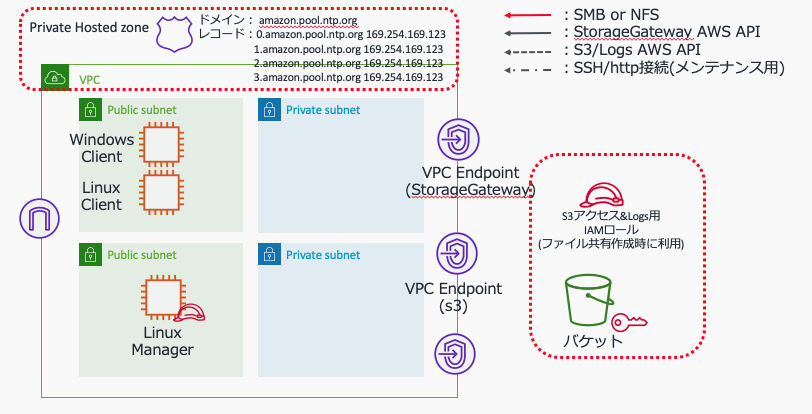 Private Hosted zone
ドメイン： amazon.pool.ntp.org
レコード：0.amazon.pool.ntp.org 169.254.169.123
1.amazon.pool.ntp.org 169.254.169.123
2.amazon.pool.ntp.org 169.254.169.123
3.amazon.pool.ntp.org 169.254.169.123
：SMB or NFS
：StorageGateway AWS API
：S3/Logs AWS API
：SSH/http接続(メンテナンス用)
VPC
Public subnet
Private subnet
Windows
Client
Linux
Client
VPC Endpoint
(StorageGateway)
S3アクセス&Logs用
IAMロール
(ファイル共有作成時に利用)
Public subnet
Private subnet
Linux
Manager
VPC Endpoint
(s3)
バケット